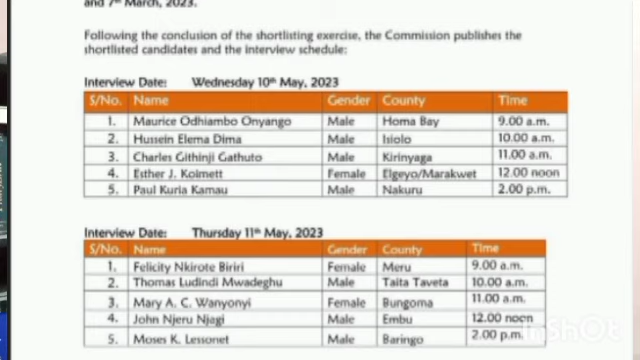 and 7th March, 2023.
Following the conclusion of the shortlisting exercise, the Commission publishes the
shortlisted candidates and the interview schedule:
Interview Date: Wednesday 10th May, 2023
S/No. Name Gender County Time
1. Maurice Odhiambo Onyango Male Homa Bay 9.00 a.m.
2. Hussein Elema Dima Male Isiolo 10.00 a.m.
3. Charles Githinji Gathuto Male Kirinyaga 11.00 a.m.
4. Esther J. Koimett Female Elgeyo/Marakwet 12.00 noon
5. Paul Kuria Kamau Male Nakuru 2.00 p.m.
Interview Date: Thursday 11th May, 2023
S/No. Name Gender County Time
1. Felicity Nkirote Biriri Female Meru 9.00 a.m.
2. Thomas Ludindi Mwadeghu Male Taita Taveta 10.00 a.m.
3. Mary A. C. Wanyonyi Female Bungoma 11.00 a.m.
4. John Njeru Njagi Male Embu 12.00 noon
5. Moses K. Lessonet Male Baringo 2.00 p.m.
InShOt